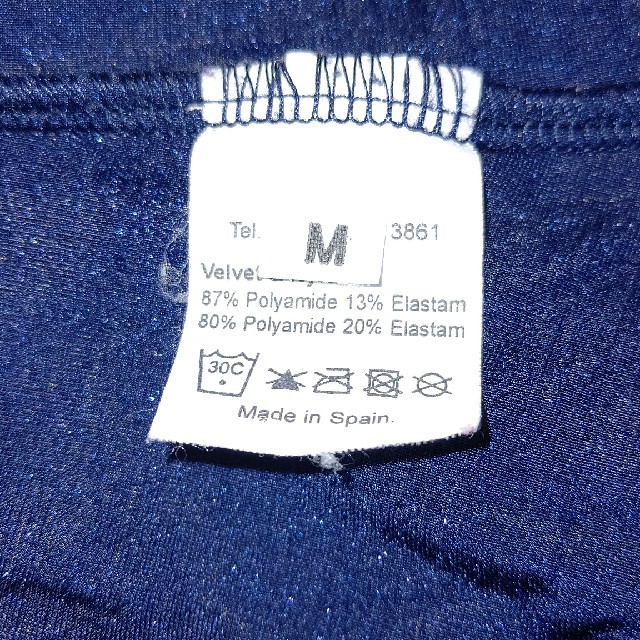 Tel. M 3861
Velvet
87% Polyamide 13% Elastam
80% Polyamide 20% Elastam
30C
Made in Spain.